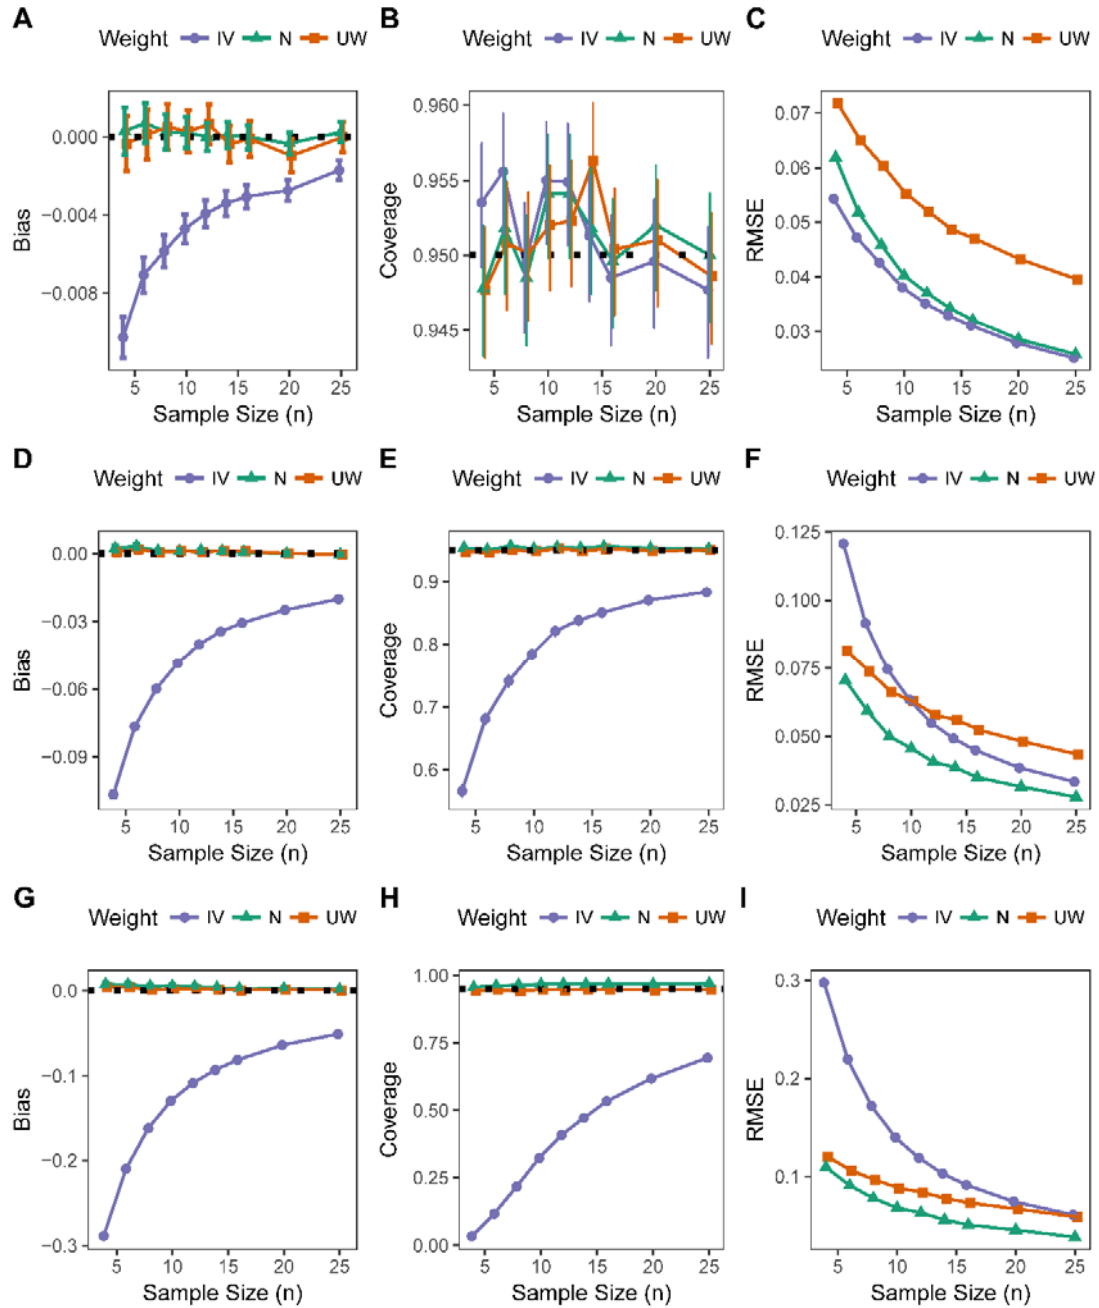 A
B
C
Weight IV N UW
Weight IV N UW
Weight IV N UW
Bias
0.000
−0.004
−0.008
5 10 15 20 25
Sample Size (n)
Coverage
0.960
0.955
0.950
0.945
5 10 15 20 25
Sample Size (n)
RMSE
0.07
0.06
0.05
0.04
0.03
5 10 15 20 25
Sample Size (n)
D
E
F
Weight IV N UW
Weight IV N UW
Weight IV N UW
Bias
0.00
−0.03
−0.06
−0.09
5 10 15 20 25
Sample Size (n)
Coverage
0.9
0.8
0.7
0.6
5 10 15 20 25
Sample Size (n)
RMSE
0.125
0.100
0.075
0.050
0.025
5 10 15 20 25
Sample Size (n)
G
H
I
Weight IV N UW
Weight IV N UW
Weight IV N UW
Bias
0.0
−0.1
−0.2
−0.3
5 10 15 20 25
Sample Size (n)
Coverage
1.00
0.75
0.50
0.25
0.00
5 10 15 20 25
Sample Size (n)
RMSE
0.3
0.2
0.1
5 10 15 20 25
Sample Size (n)